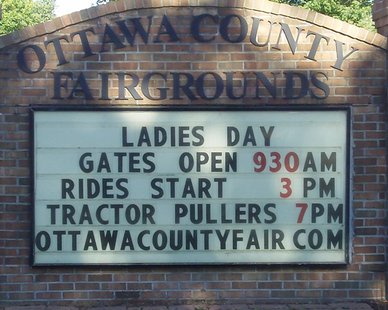 OTTAWA COUNTY
FAIRGROUNDS
LADIES DAY
GATES OPEN 930AM
RIDES START 3 PM
TRACTOR PULLERS 7PM
OTTAWACOUNTYFAIR COM